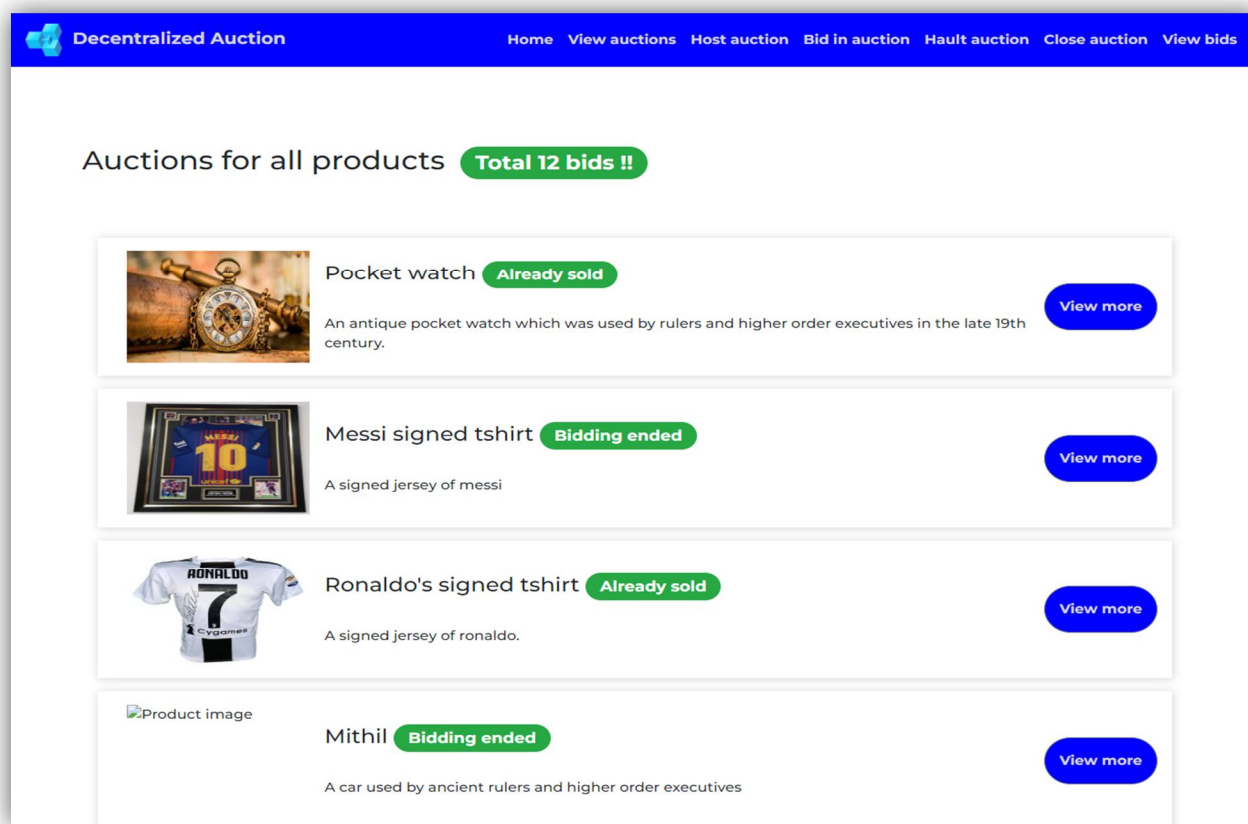 Decentralized Auction Home View auctions Host auction Bid in auction Hault auction Close auction View bids
Auctions for all products Total 12 bids !!
Pocket watch Already sold
An antique pocket watch which was used by rulers and higher order executives in the late 19th
century.
View more
MESSI
10
unicef
Messi signed tshirt Bidding ended
A signed jersey of messi
View more
RONALDO
7
Cygames
Ronaldo's signed tshirt Already sold
A signed jersey of ronaldo.
View more
Product image
Mithil Bidding ended
A car used by ancient rulers and higher order executives
View more